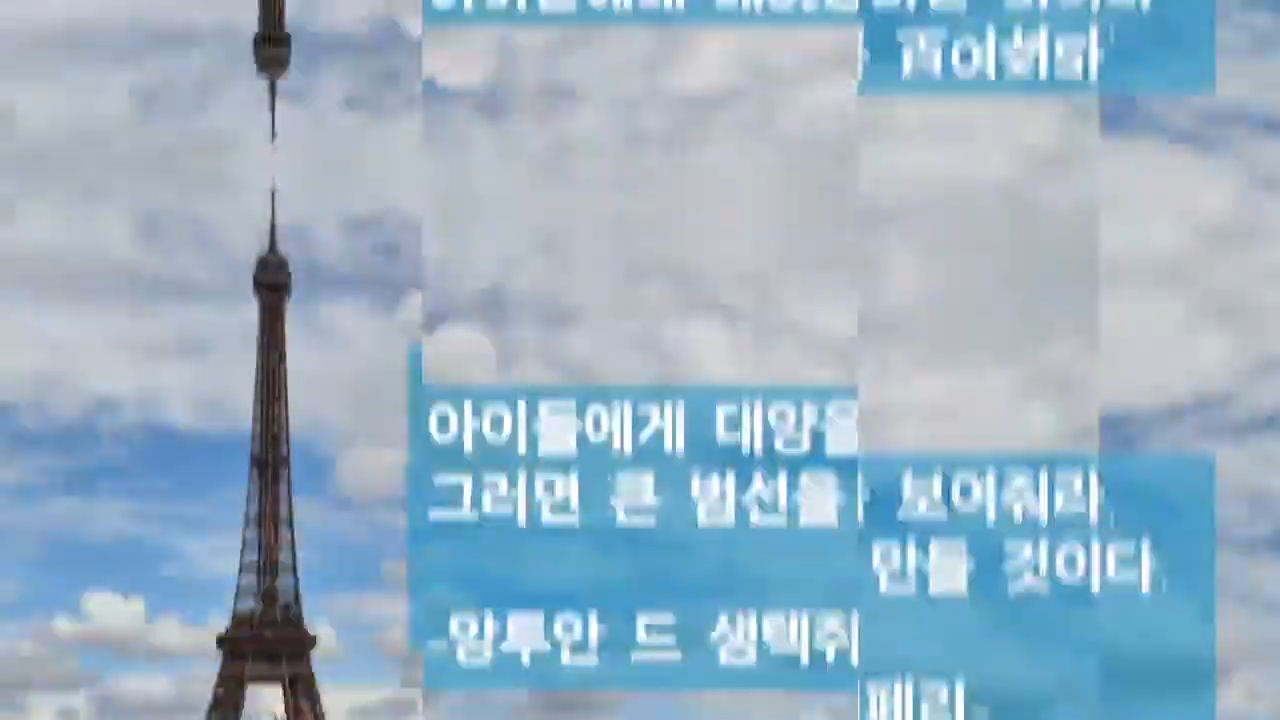 아이들에게 대양을 보여줘라.
그러면 큰 범선을 만들 것이다.
-앙투안 드 생택쥐페리